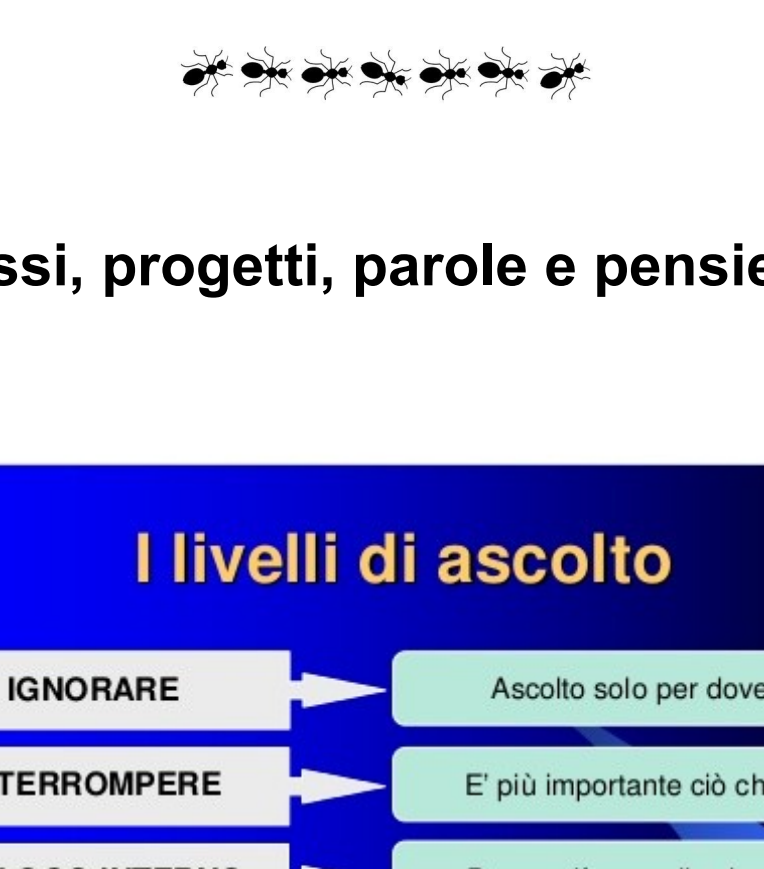 ssi, progetti, parole e pensie
I livelli di ascolto
IGNORARE
Ascolto solo per dove
TERROMPERE
E' più importante ciò ch